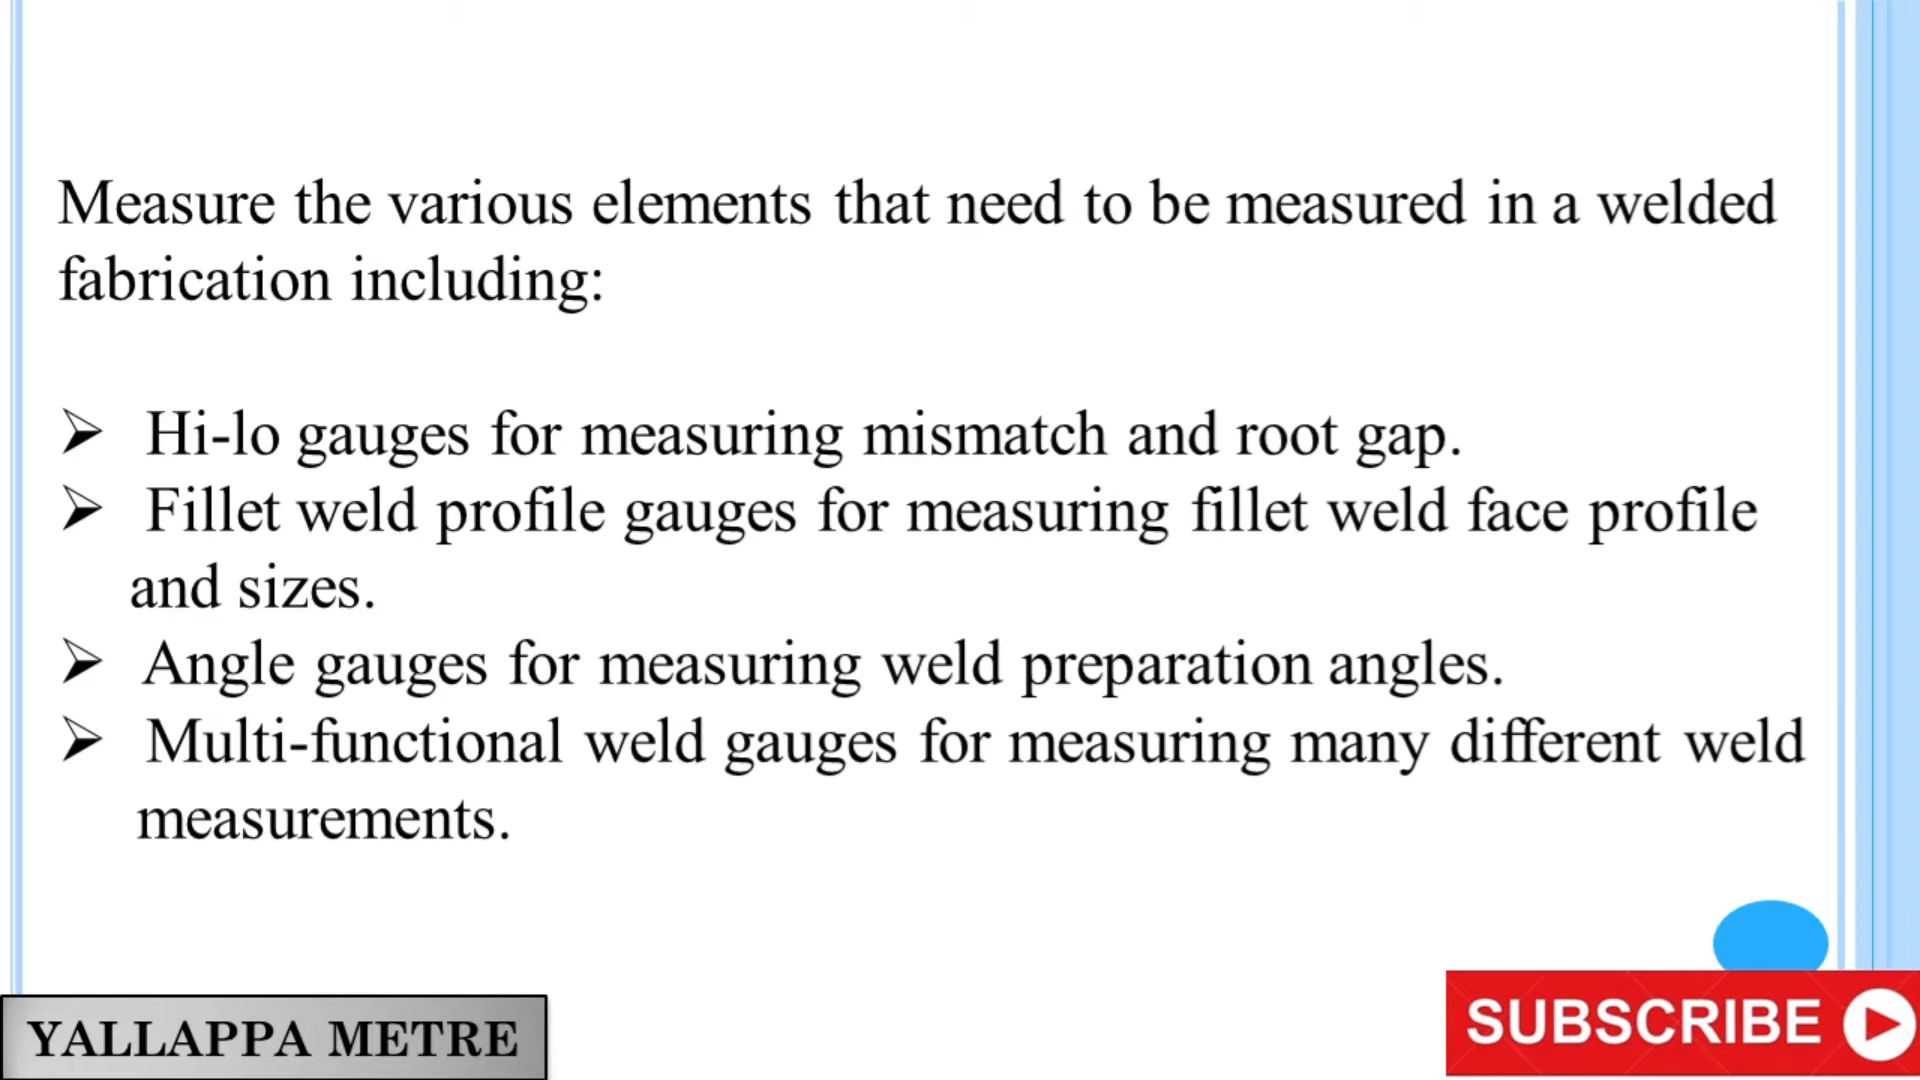 Measure the various elements that need to be measured in a welded
fabrication including:
➢ Hi-lo gauges for measuring mismatch and root gap.
➢ Fillet weld profile gauges for measuring fillet weld face profile
and sizes.
➢ Angle gauges for measuring weld preparation angles.
➢ Multi-functional weld gauges for measuring many different weld
measurements.
YALLAPPA METRE
SUBSCRIBE